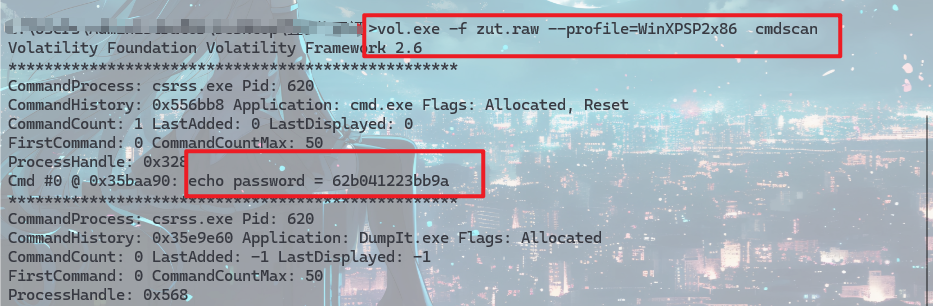 >vol.exe -f zut.raw --profile=WinXPSP2x86 cmdscan
Volatility Foundation Volatility Framework 2.6
**************************************************
CommandProcess: csrss.exe Pid: 620
CommandHistory: 0x556bb8 Application: cmd.exe Flags: Allocated, Reset
CommandCount: 1 LastAdded: 0 LastDisplayed: 0
FirstCommand: 0 CommandCountMax: 50
ProcessHandle: 0x328
Cmd #0 @ 0x35baa90: echo password = 62b041223bb9a
**************************************************
CommandProcess: csrss.exe Pid: 620
CommandHistory: 0x35e9e60 Application: DumpIt.exe Flags: Allocated
CommandCount: 0 LastAdded: -1 LastDisplayed: -1
FirstCommand: 0 CommandCountMax: 50
ProcessHandle: 0x568